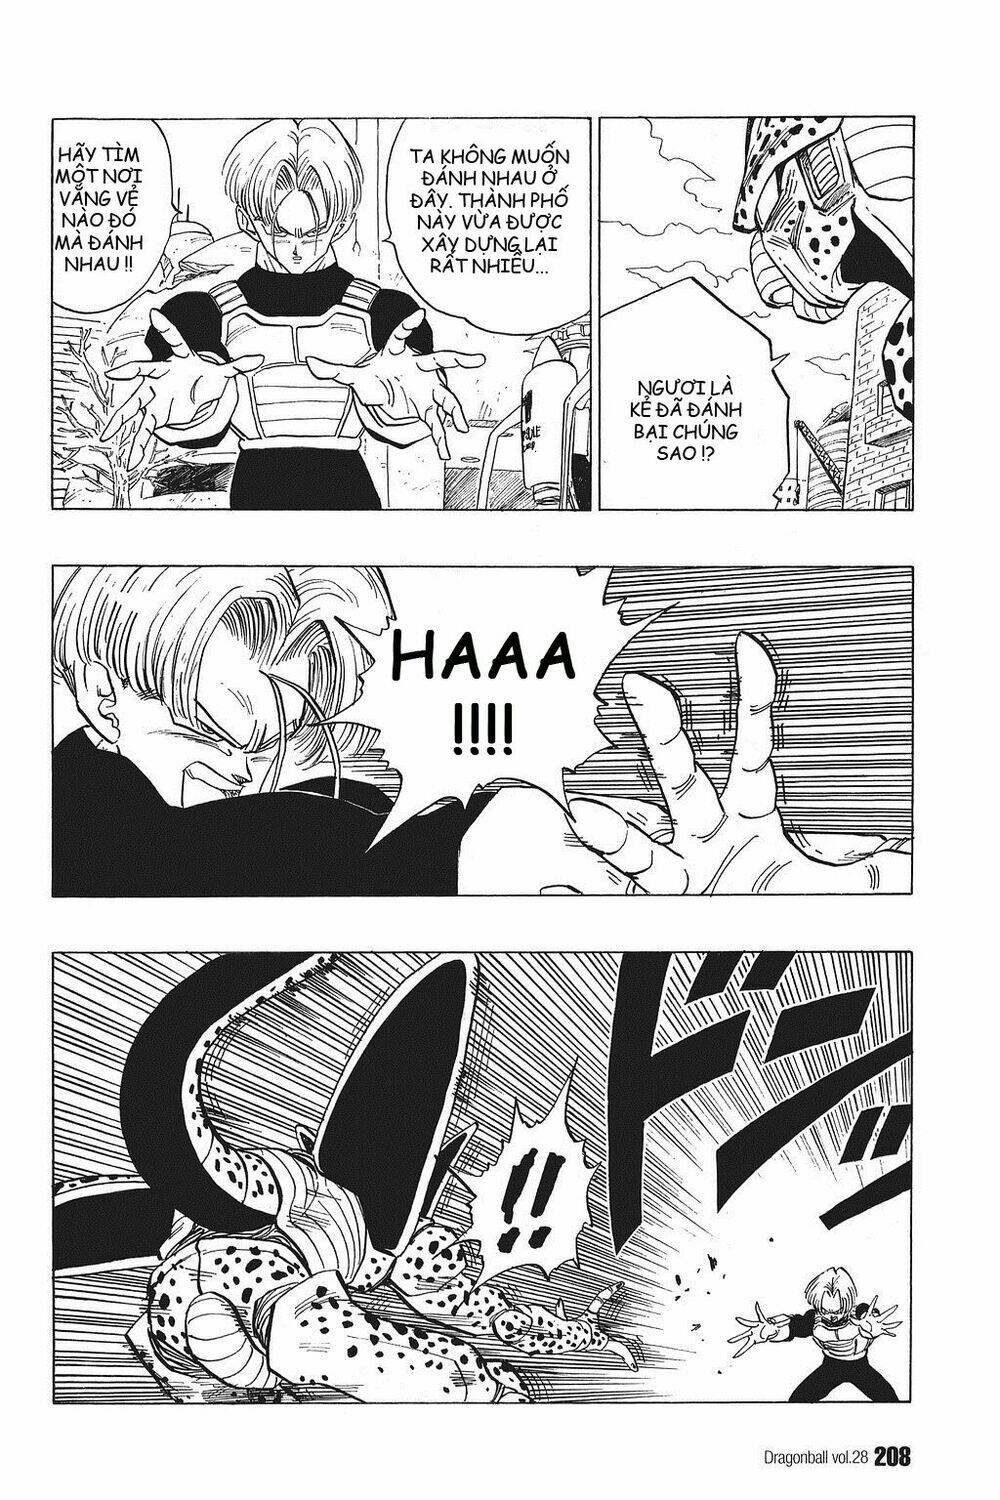 NGƯƠI LÀ
KẺ ĐÃ ĐÁNH
BẠI CHÚNG
SAO !?
TA KHÔNG MUỐN
ĐÁNH NHAU Ở
ĐÂY. THÀNH PHỐ
NÀY VỪA ĐƯỢC
XÂY DỰNG LẠI
RẤT NHIỀU...
HÃY TÌM
MỘT NƠI
VẮNG VẺ
NÀO ĐÓ
MÀ ĐÁNH
NHAU !!
HAAA
!!!!
ドン
!!
Dragonball vol.28 208